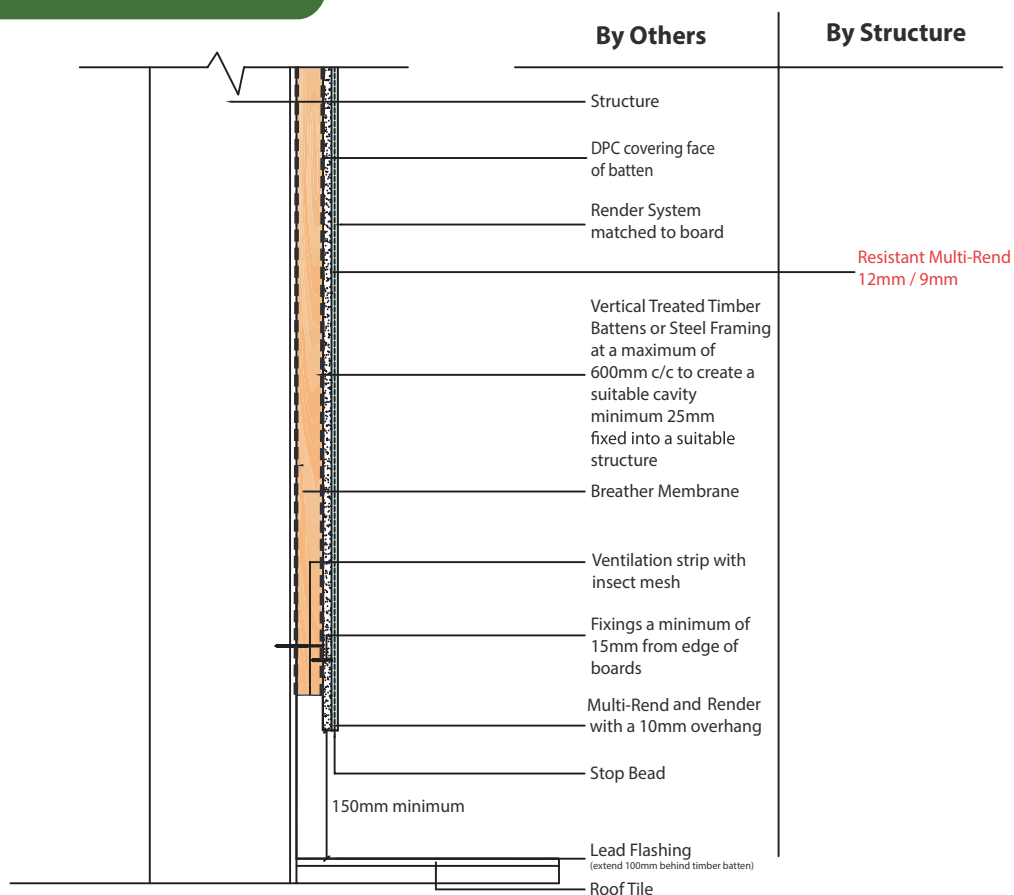 By Others
By Structure
Structure
DPC covering face
of batten
Render System
matched to board
Resistant Multi-Rend
12mm / 9mm
Vertical Treated Timber
Battens or Steel Framing
at a maximum of
600mm c/c to create a
suitable cavity
minimum 25mm
fixed into a suitable
structure
Breather Membrane
Ventilation strip with
insect mesh
Fixings a minimum of
15mm from edge of
boards
Multi-Rend and Render
with a 10mm overhang
Stop Bead
150mm minimum
Lead Flashing
(extend 100mm behind timber batten)
Roof Tile